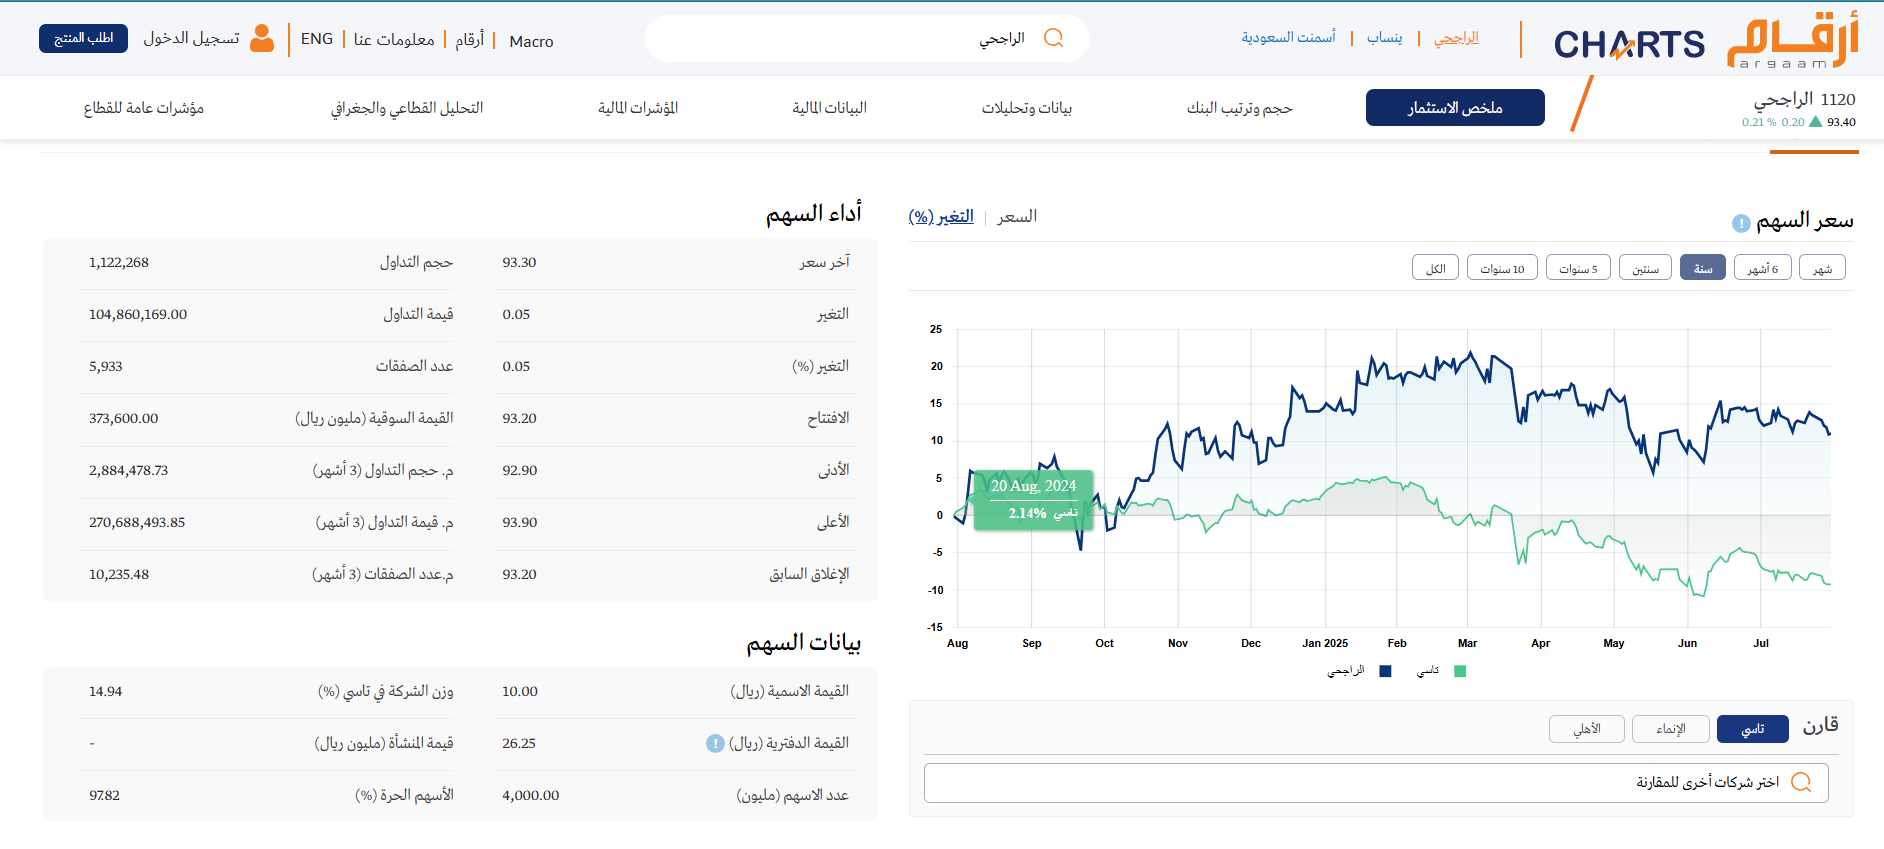 أرقام
argaam
CHARTS
الراجحي | ينساب | أسمنت السعودية
الراجحي
Macro | أرقام | معلومات عنا | ENG
تسجيل الدخول
اطلب المنتج
1120 الراجحي
93.40 ▲ 0.20 0.21 %
ملخص الاستثمار
حجم وترتيب البنك
بيانات وتحليلات
البيانات المالية
المؤشرات المالية
التحليل القطاعي والجغرافي
مؤشرات عامة للقطاع
سعر السهم !
السعر | التغير (%)
شهر
6 أشهر
سنة
سنتين
5 سنوات
10 سنوات
الكل
25
20
15
10
5
0
-5
-10
-15
20 Aug, 2024
تاسي 2.14%
Aug Sep Oct Nov Dec Jan 2025 Feb Mar Apr May Jun Jul
تاسي
الراجحي
قارن
تاسي
الإنماء
الأهلي
اختر شركات أخرى للمقارنة
أداء السهم
آخر سعر 93.30
حجم التداول 1,122,268
التغير 0.05
قيمة التداول 104,860,169.00
التغير (%) 0.05
عدد الصفقات 5,933
الافتتاح 93.20
القيمة السوقية (مليون ريال) 373,600.00
الأدنى 92.90
م. حجم التداول (3 أشهر) 2,884,478.73
الأعلى 93.90
م. قيمة التداول (3 أشهر) 270,688,493.85
الإغلاق السابق 93.20
م.عدد الصفقات (3 أشهر) 10,235.48
بيانات السهم
القيمة الاسمية (ريال) 10.00
وزن الشركة في تاسي (%) 14.94
القيمة الدفترية (ريال) ! 26.25
قيمة المنشأة (مليون ريال) -
عدد الاسهم (مليون) 4,000.00
الأسهم الحرة (%) 97.82